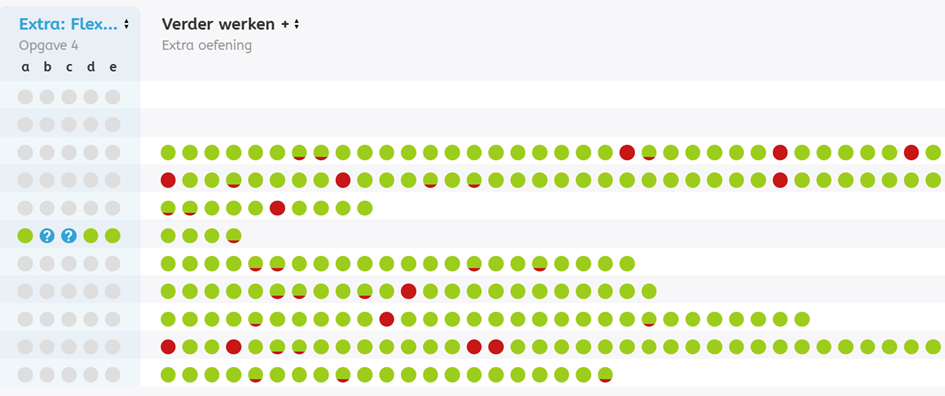 Extra: Flex...
Opgave 4
a b c d e
Verder werken +
Extra oefening
? ?